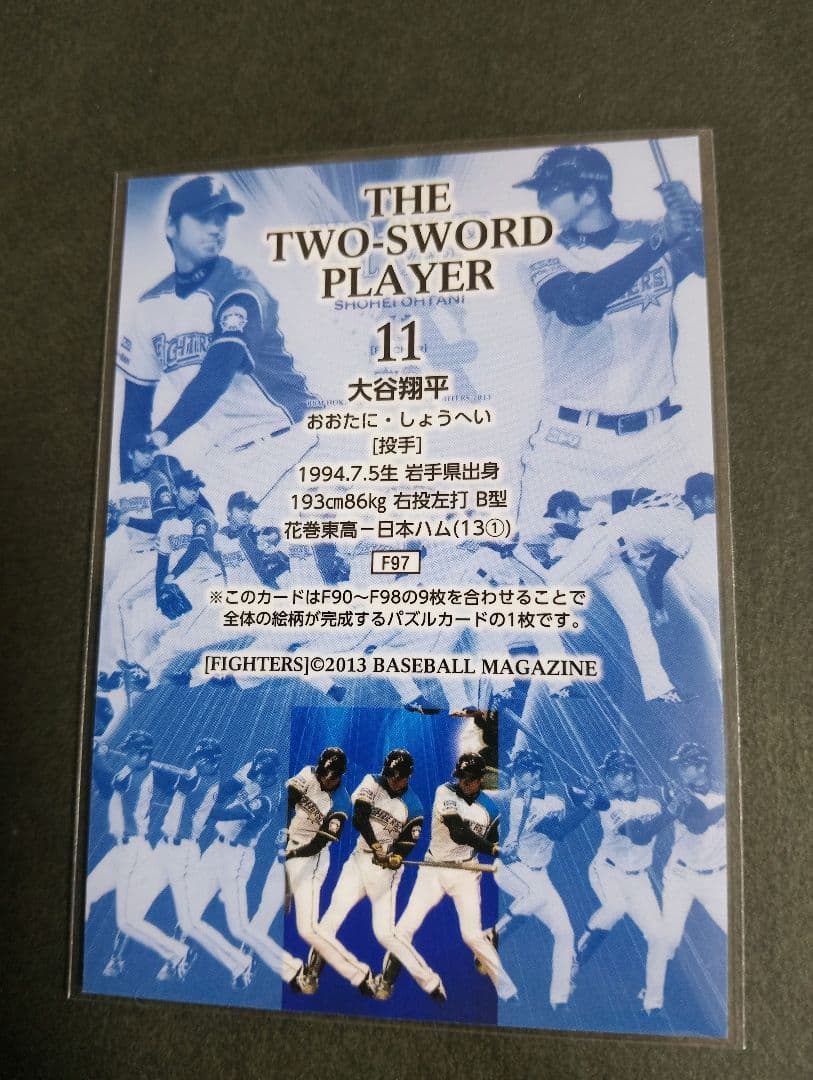 THE
TWO-SWORD
PLAYER
SHOHEI OHTANI
11
大谷翔平
おおたに・しょうへい
[投手]
1994.7.5生 岩手県出身
193㎝86㎏ 右投左打 B型
花巻東高－日本ハム(13①)
F97
※このカードはF90〜F98の9枚を合わせることで
全体の絵柄が完成するパズルカードの1枚です。
[FIGHTERS]©2013 BASEBALL MAGAZINE